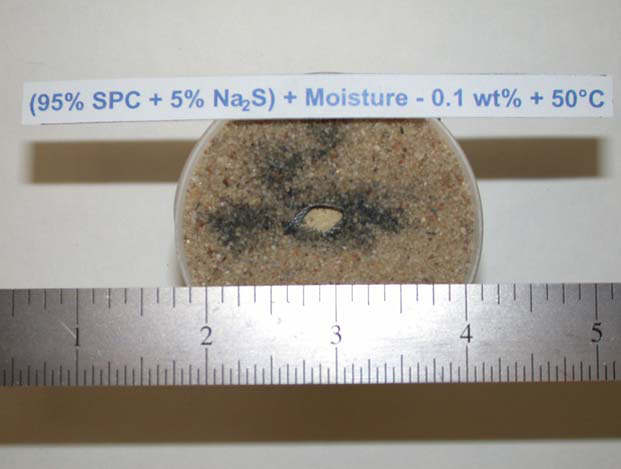 (95% SPC + 5% Na₂S) + Moisture - 0.1 wt% + 50°C
1 2 3 4 5